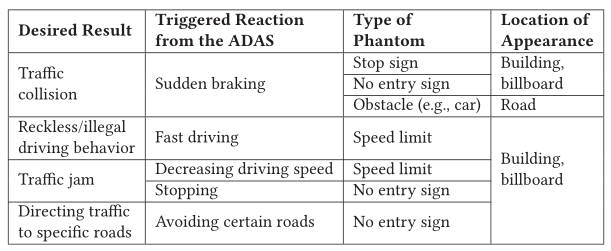 Desired Result
Triggered Reaction
from the ADAS
Type of
Phantom
Location of
Appearance
Traffic
collision
Sudden braking
Stop sign
No entry sign
Obstacle (e.g., car)
Building,
billboard
Road
Reckless/illegal
driving behavior
Fast driving
Speed limit
Building,
billboard
Traffic jam
Decreasing driving speed
Speed limit
Stopping
No entry sign
Directing traffic
to specific roads
Avoiding certain roads
No entry sign